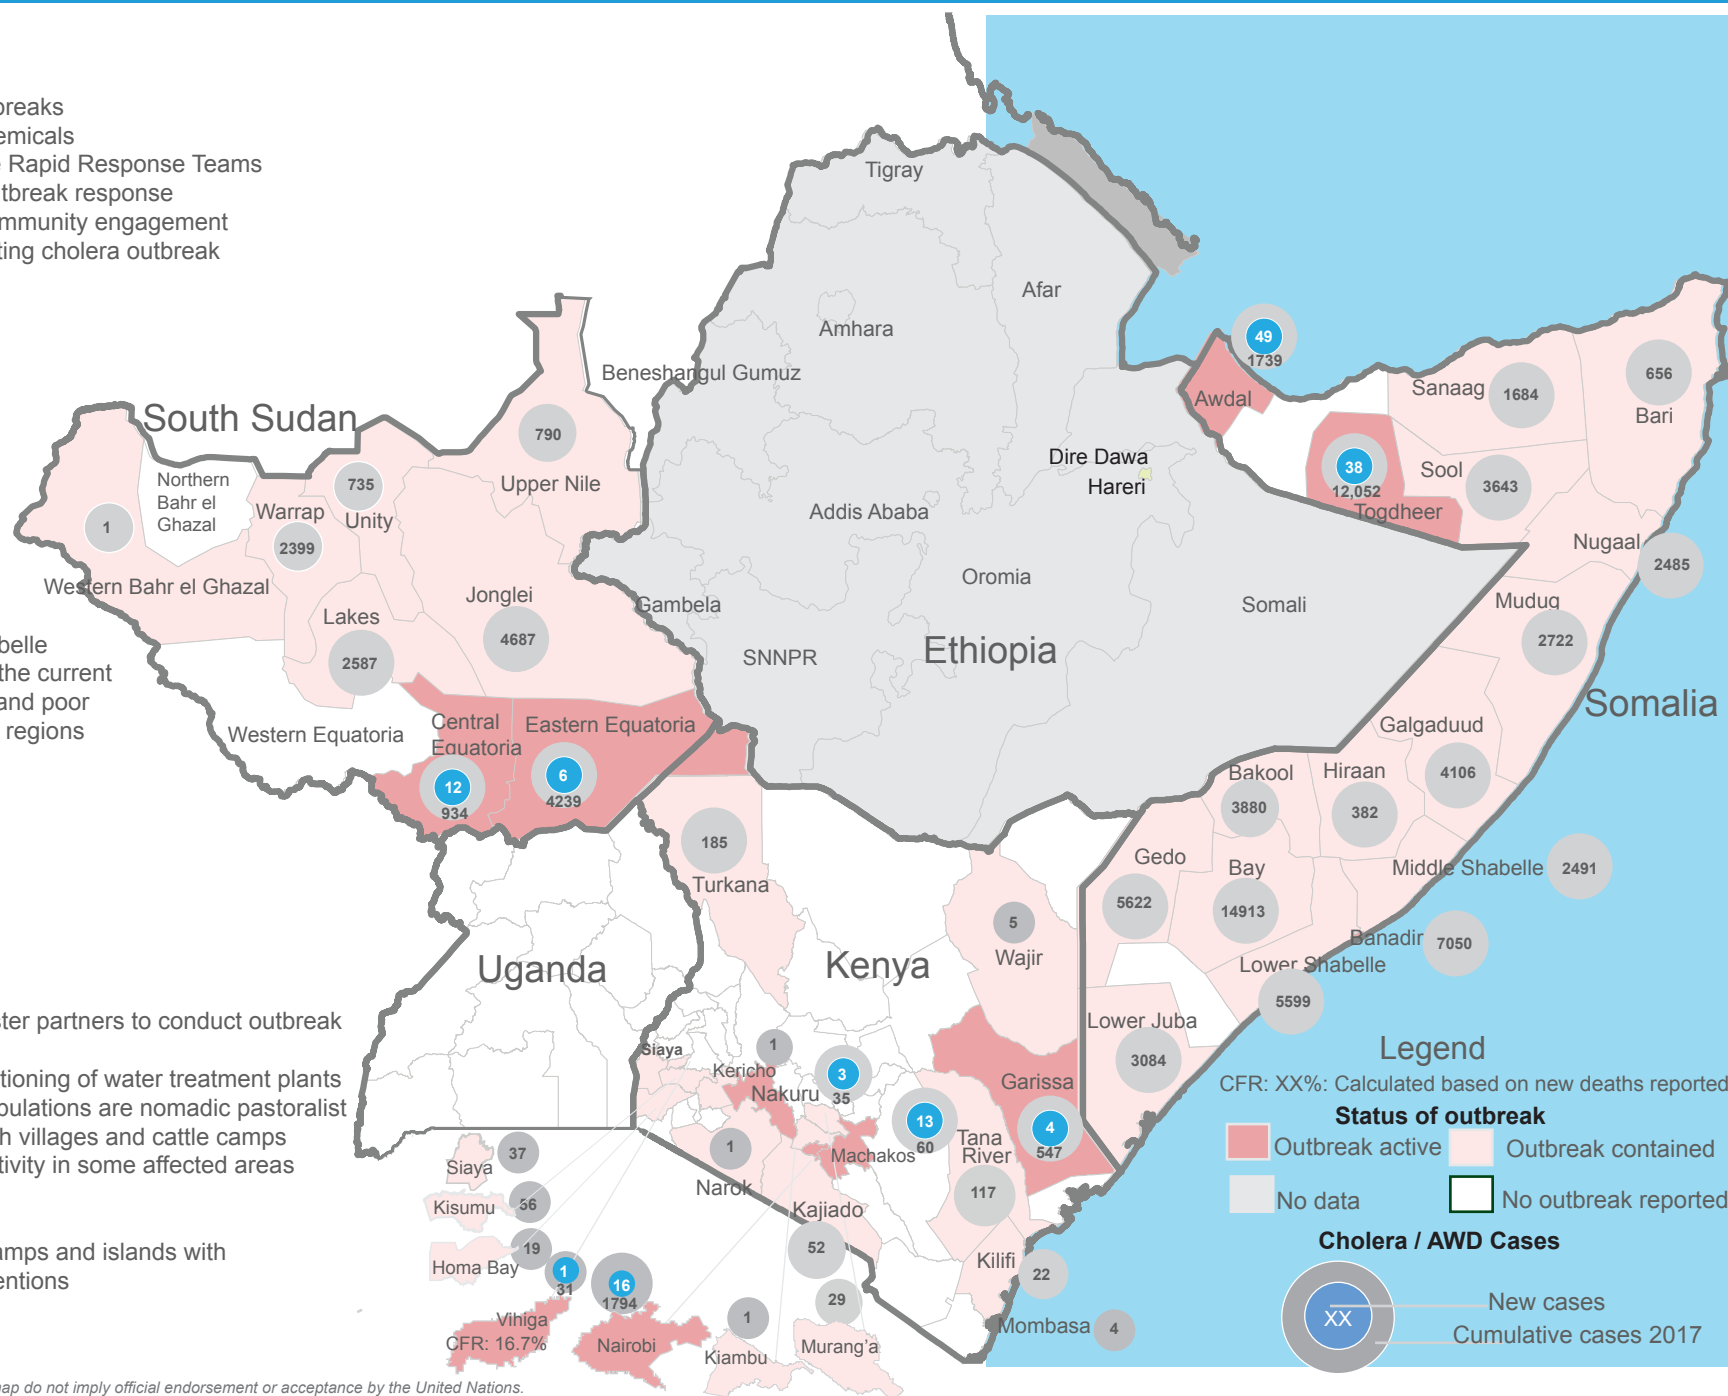 breaks
emicals
e Rapid Response Teams
utbreak response
ommunity engagement
ting cholera outbreak
Tigray
Afar
Amhara
Beneshangul Gumuz
49
1739
Awdal
Sanaag
1684
656
Bari
South Sudan
790
Upper Nile
Northern
Bahr el
Ghazal
735
Unity
Warrap
2399
1
Western Bahr el Ghazal
Dire Dawa
Hareri
38
12,052
Togdheer
Sool
3643
Nugaal
2485
Addis Ababa
Oromia
Somali
Mudug
2722
Jonglei
4687
Gambela
Lakes
2587
SNNPR
Ethiopia
belle
the current
and poor
regions
Somalia
Western Equatoria
Central
Equatoria
12
934
Eastern Equatoria
6
4239
Galgaduud
4106
Bakool
3880
Hiraan
382
185
Turkana
Gedo
5622
Bay
14913
Middle Shabelle
2491
5
Wajir
Banadir
7050
Uganda
Kenya
Lower Shabelle
5599
ster partners to conduct outbreak
tioning of water treatment plants
pulations are nomadic pastoralist
h villages and cattle camps
tivity in some affected areas
Lower Juba
3084
Siaya
Kericho
1
Nakuru
3
35
Garissa
4
547
13
60
Machakos
Tana
River
117
1
Narok
Kajiado
52
Kilifi
22
Mombasa
4
29
Murang'a
1
Kiambu
Siaya
37
Kisumu
56
Homa Bay
19
1
31
Vihiga
CFR: 16.7%
16
1794
Nairobi
amps and islands with
entions
Legend
CFR: XX%: Calculated based on new deaths reported
Status of outbreak
Outbreak active
Outbreak contained
No data
No outbreak reported
Cholera / AWD Cases
XX
New cases
Cumulative cases 2017
nap do not imply official endorsement or acceptance by the United Nations.